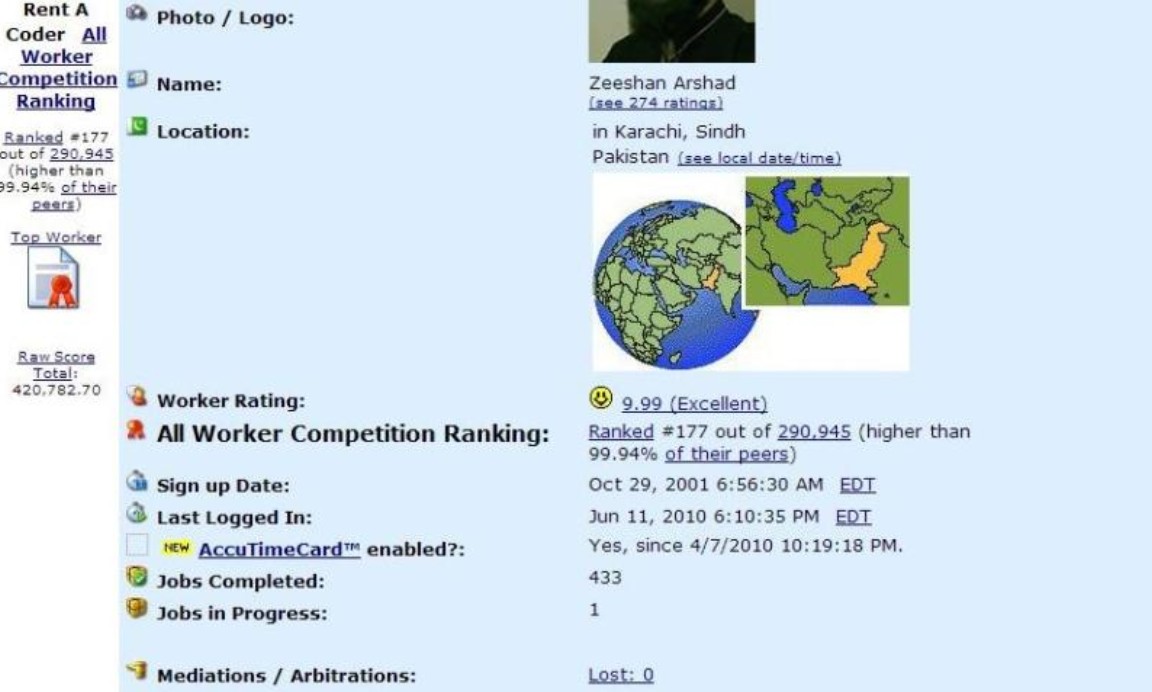 Rent A
Coder All
Worker
Competition
Ranking
Ranked #177
out of 290,945
(higher than
99.94% of their
peers)
Top Worker
Raw Score
Total:
420,782.70
Photo / Logo:
Name: Zeeshan Arshad
(see 274 ratings)
Location: in Karachi, Sindh
Pakistan (see local date/time)
Worker Rating: 9.99 (Excellent)
All Worker Competition Ranking: Ranked #177 out of 290,945 (higher than
99.94% of their peers)
Sign up Date: Oct 29, 2001 6:56:30 AM EDT
Last Logged In: Jun 11, 2010 6:10:35 PM EDT
NEW AccuTimeCard™ enabled?: Yes, since 4/7/2010 10:19:18 PM.
Jobs Completed: 433
Jobs in Progress: 1
Mediations / Arbitrations: Lost: 0